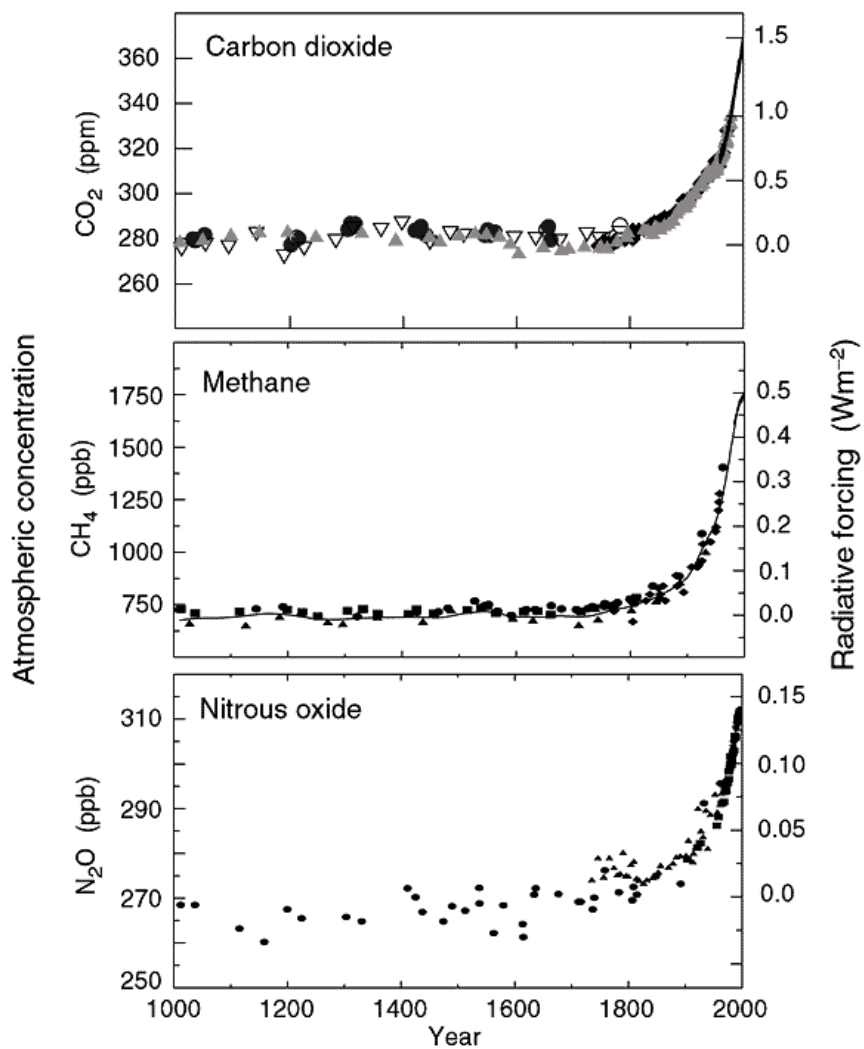 Carbon dioxide
CO₂ (ppm)
360
340
320
300
280
260
1.5
1.0
0.5
0.0
Methane
CH₄ (ppb)
1750
1500
1250
1000
750
0.5
0.4
0.3
0.2
0.1
0.0
Nitrous oxide
N₂O (ppb)
310
290
270
250
0.15
0.10
0.05
0.0
1000 1200 1400 1600 1800 2000
Year
Atmospheric concentration
Radiative forcing (Wm⁻²)